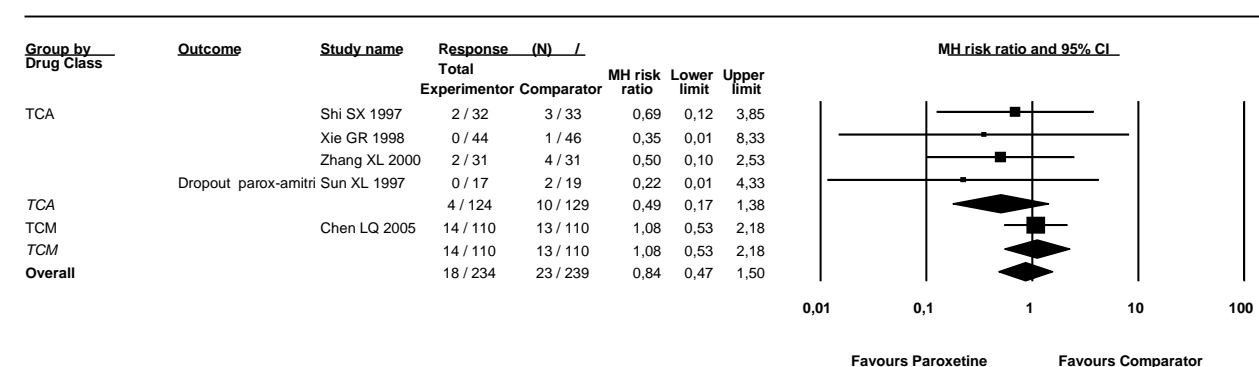 Group by Outcome Study name Response (N) / MH risk ratio and 95% CI
Drug Class Total
Experimentor Comparator MH risk ratio Lower limit Upper limit
TCA Shi SX 1997 2 / 32 3 / 33 0,69 0,12 3,85
Xie GR 1998 0 / 44 1 / 46 0,35 0,01 8,33
Zhang XL 2000 2 / 31 4 / 31 0,50 0,10 2,53
Dropout parox-amitri Sun XL 1997 0 / 17 2 / 19 0,22 0,01 4,33
TCA 4 / 124 10 / 129 0,49 0,17 1,38
TCM Chen LQ 2005 14 / 110 13 / 110 1,08 0,53 2,18
TCM 14 / 110 13 / 110 1,08 0,53 2,18
Overall 18 / 234 23 / 239 0,84 0,47 1,50
0,01 0,1 1 10 100
Favours Paroxetine Favours Comparator